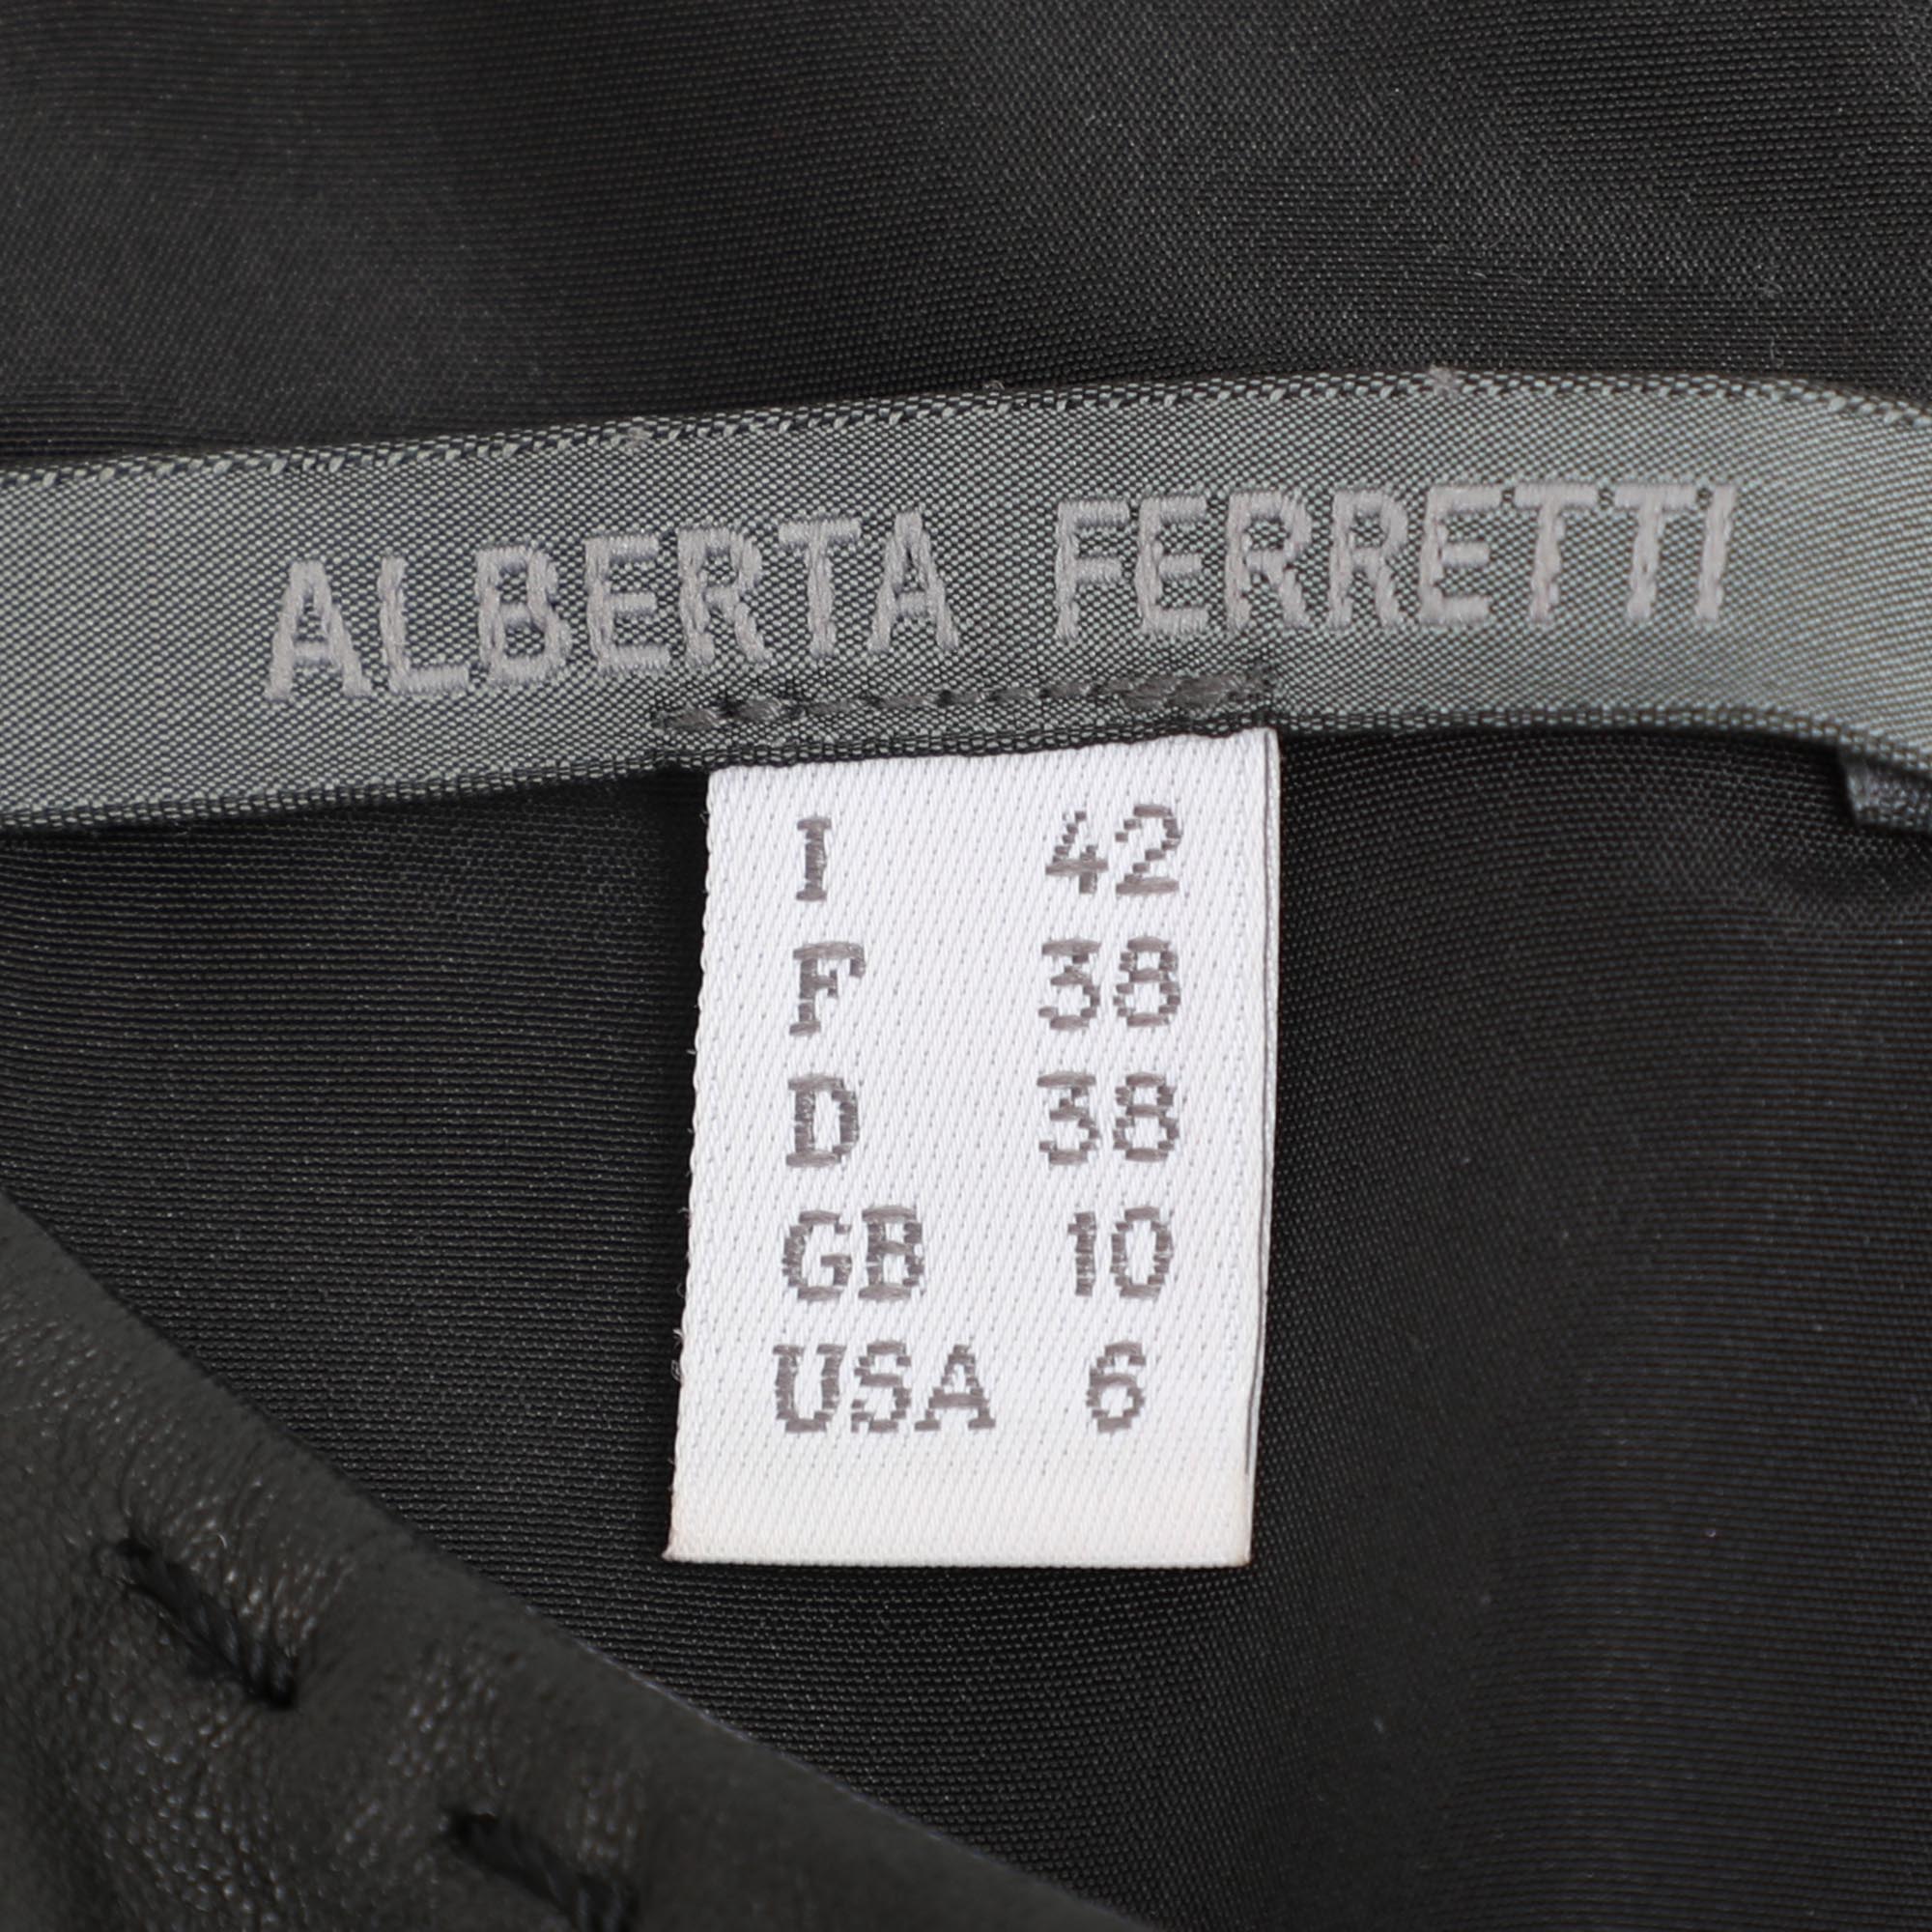 ALBERTA FERRETTI
I 42
F 38
D 38
GB 10
USA 6